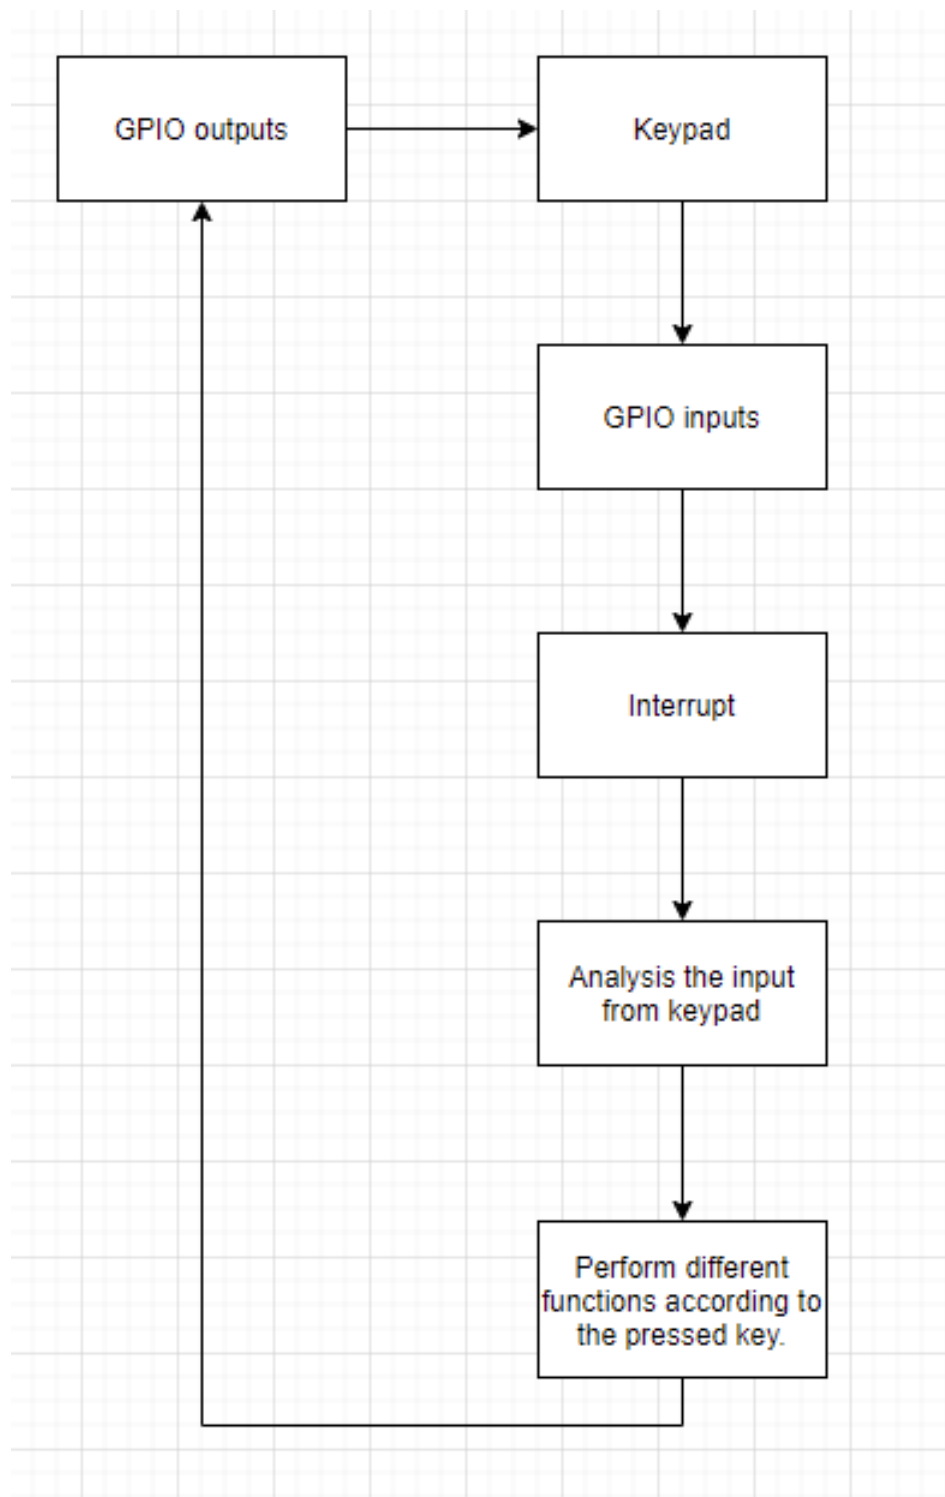 GPIO outputs
Keypad
GPIO inputs
Interrupt
Analysis the input
from keypad
Perform different
functions according to
the pressed key.